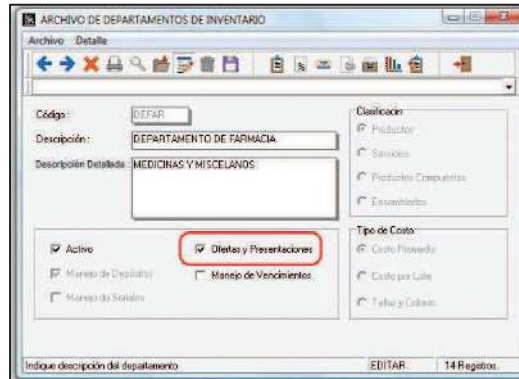 ARCHIVO DE DEPARTAMENTOS DE INVENTARIO
Archivo Detalle
Código: DEFAR
Descripción: DEPARTAMENTO DE FARMACIA
Descripción Detallada: MEDICINAS Y MISCELANOS
Clasificación
Productos
Servicios
Productos Compuestos
Ensamblados
Activo
Ofertas y Presentaciones
Manejo de Depósitos
Manejo de Vencimientos
Manejo de Seriales
Tipo de Costo
Costo Promedio
Costo por Lote
Tallas y Colores
Indique descripción del departamento EDITAR 14 Registros.